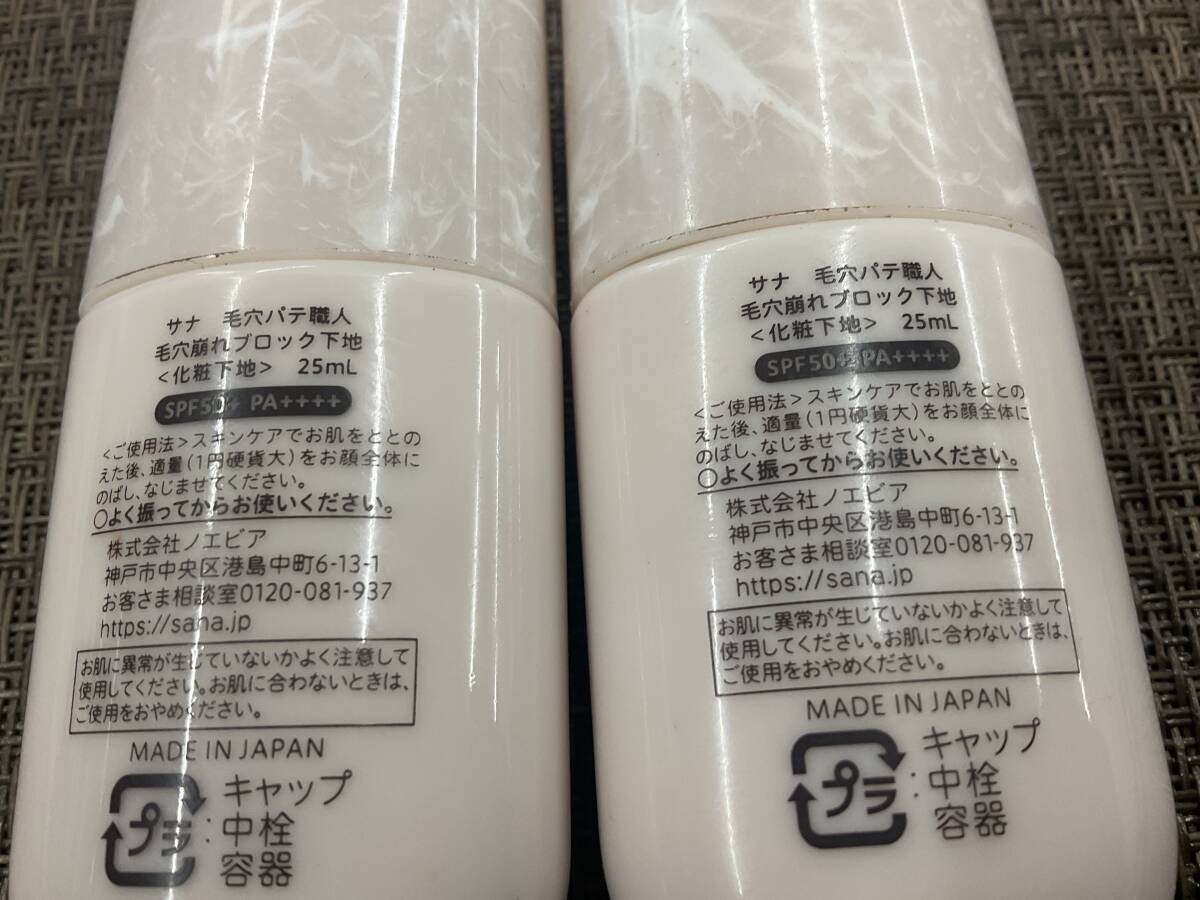 サナ 毛穴パテ職人
毛穴崩れブロック下地
<化粧下地> 25mL
SPF50+ PA++++
<ご使用法>スキンケアでお肌をととの
えた後、適量(1円硬貨大)をお顔全体に
のばし、なじませてください。
○よく振ってからお使いください。
株式会社ノエビア
神戸市中央区港島中町6-13-1
お客さま相談室0120-081-937
https://sana.jp
お肌に異常が生じていないかよく注意して
使用してください。お肌に合わないときは、
ご使用をおやめください。
MADE IN JAPAN
プラ
:
キャップ
中栓
容器
サナ 毛穴パテ職人
毛穴崩れブロック下地
<化粧下地> 25mL
SPF50+ PA++++
<ご使用法>スキンケアでお肌をととの
えた後、適量(1円硬貨大)をお顔全体に
のばし、なじませてください。
○よく振ってからお使いください。
株式会社ノエビア
神戸市中央区港島中町6-13-1
お客さま相談室0120-081-937
https://sana.jp
お肌に異常が生じていないかよく注意して
使用してください。お肌に合わないときは、
ご使用をおやめください。
MADE IN JAPAN
プラ
:
キャップ
中栓
容器